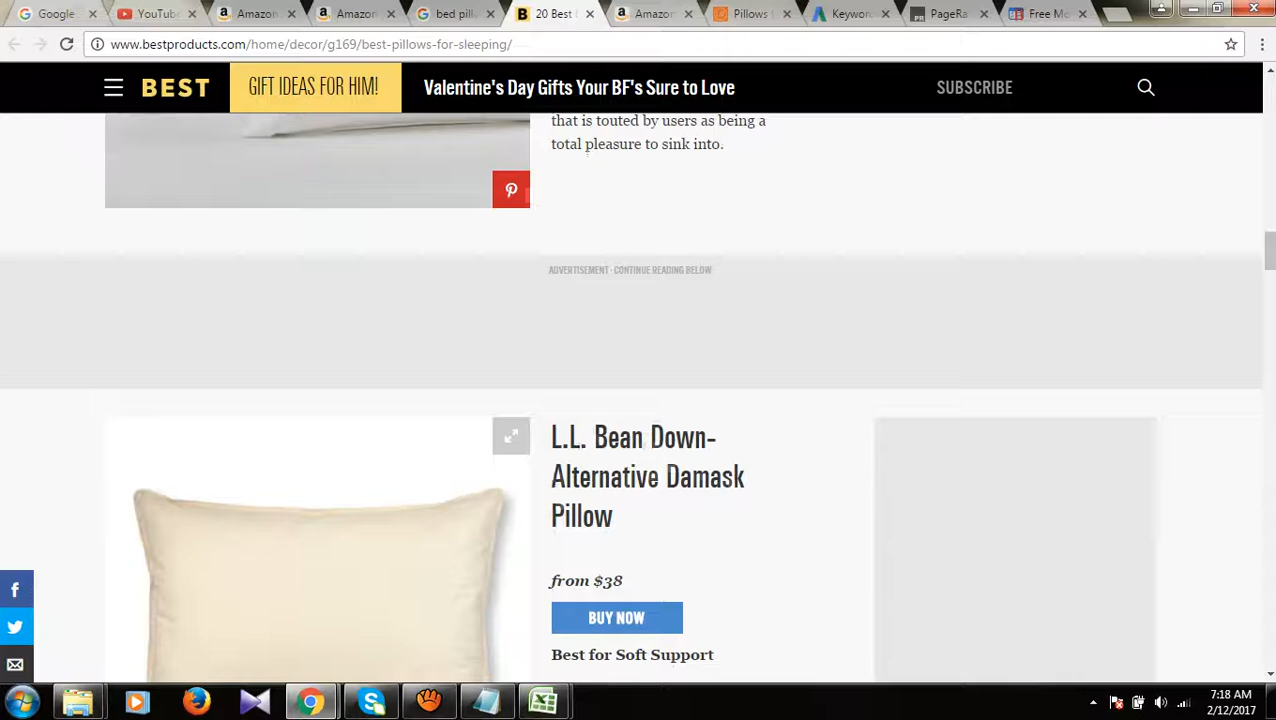 Google
YouTub
Amazon
Amazon
bed pill
20 Best
Amazon
Pillows
Keywor
PageRa
Free Mo
www.bestproducts.com/home/decor/g169/best-pillows-for-sleeping/
BEST
GIFT IDEAS FOR HIM!
Valentine's Day Gifts Your BF's Sure to Love
SUBSCRIBE
that is touted by users as being a
total pleasure to sink into.
ADVERTISEMENT - CONTINUE READING BELOW
L.L. Bean Down-
Alternative Damask
Pillow
from $38
BUY NOW
Best for Soft Support
7:18 AM
2/12/2017